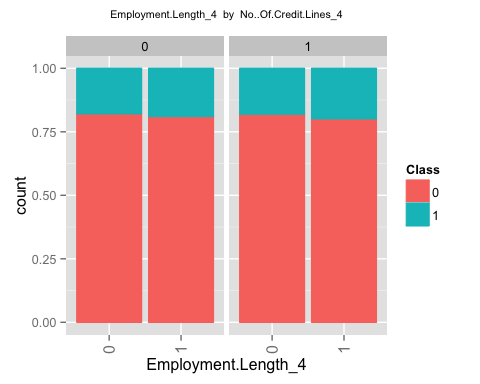 Employment.Length_4 by No..Of.Credit.Lines_4
0 1
1.00
0.75
0.50
0.25
0.00
count
0 1 0 1
Employment.Length_4
Class
0
1